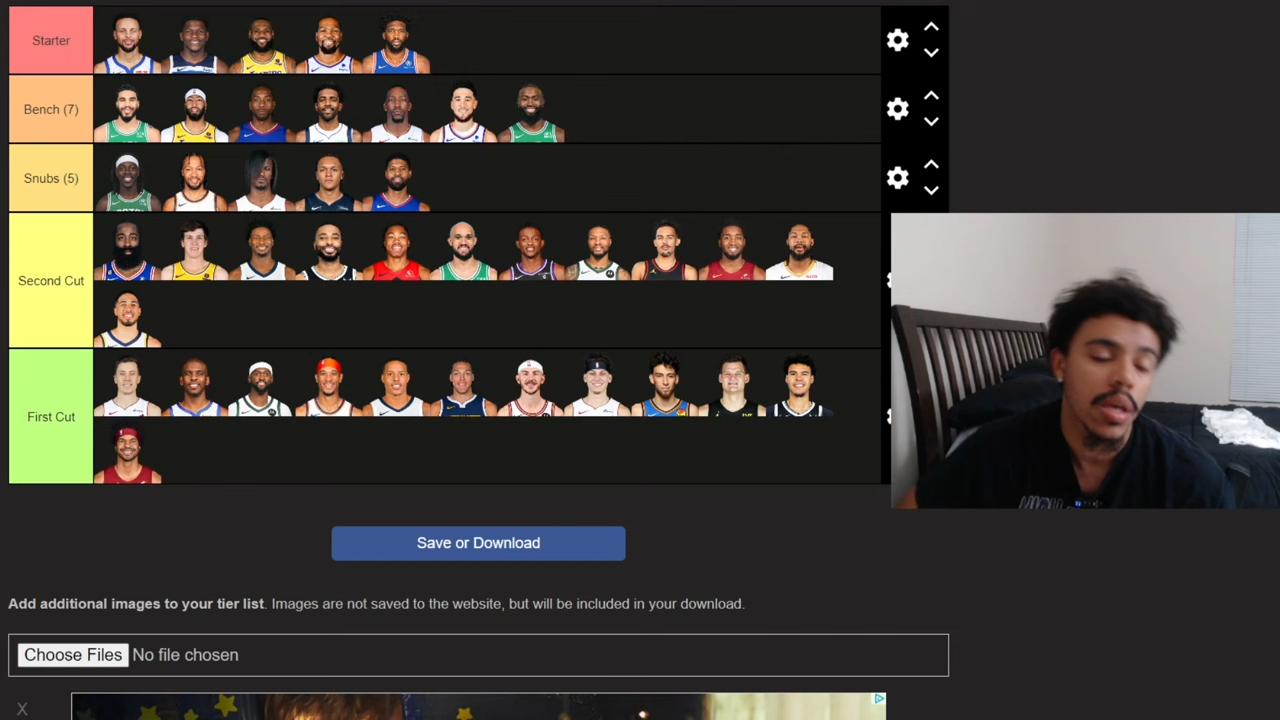 Starter
Bench (7)
Snubs (5)
Second Cut
First Cut
Save or Download
Add additional images to your tier list. Images are not saved to the website, but will be included in your download.
Choose Files No file chosen
X